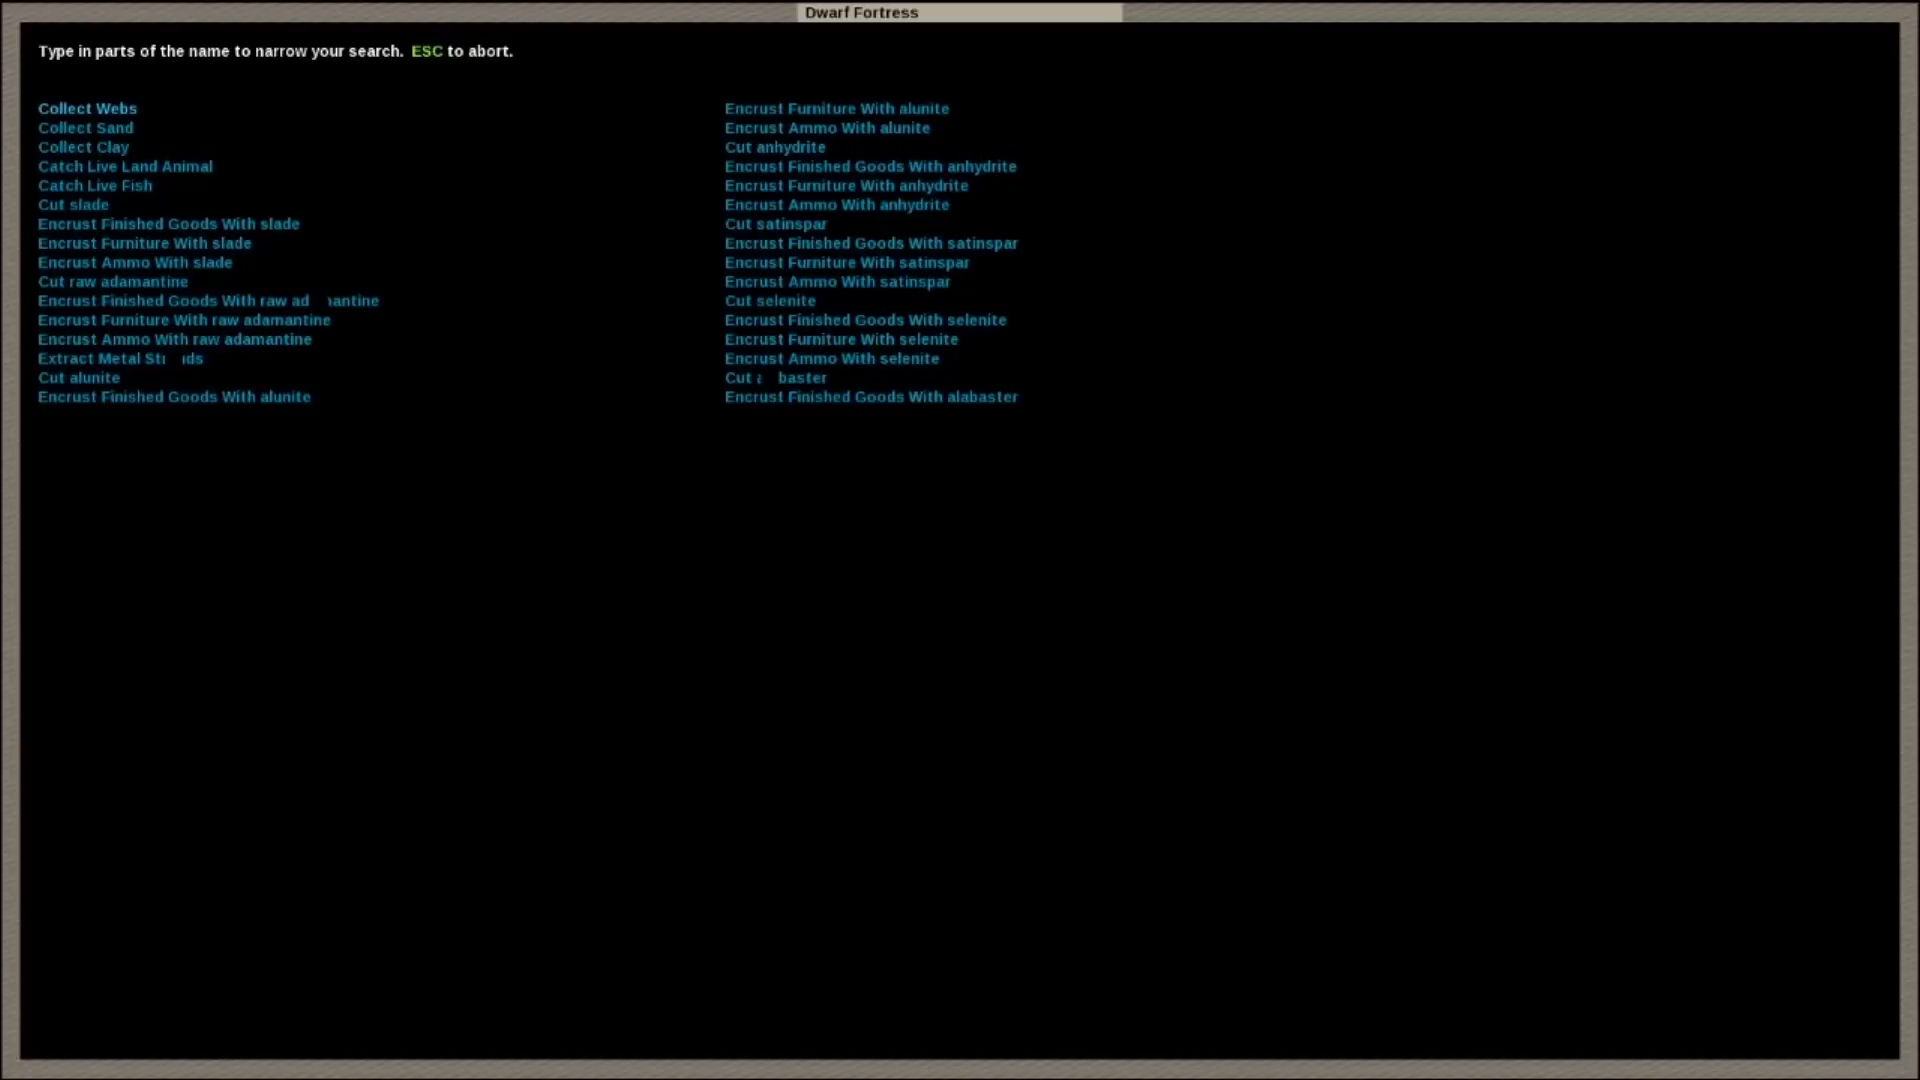 Dwarf Fortress
Type in parts of the name to narrow your search. ESC to abort.
Collect Webs
Collect Sand
Collect Clay
Catch Live Land Animal
Catch Live Fish
Cut slade
Encrust Finished Goods With slade
Encrust Furniture With slade
Encrust Ammo With slade
Cut raw adamantine
Encrust Finished Goods With raw
Encrust Furniture With raw adamantine
Encrust Ammo With raw adamantine
Extract Metal
Cut alunite
Encrust Finished Goods With alunite
Encrust Furniture With alunite
Encrust Ammo With alunite
Cut anhydrite
Encrust Finished Goods With anhydrite
Encrust Furniture With anhydrite
Encrust Ammo With anhydrite
Cut satinspar
Encrust Finished Goods With satinspar
Encrust Furniture With satinspar
Encrust Ammo With satinspar
Cut selenite
Encrust Finished Goods With selenite
Encrust Furniture With selenite
Encrust Ammo With selenite
Cut
Encrust Finished Goods With alabaster